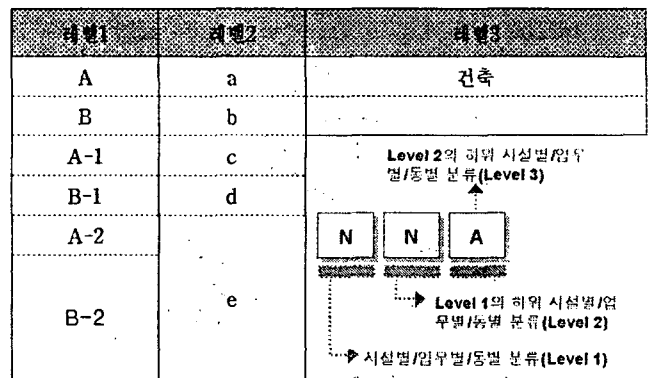 레벨1 레벨2 레벨3
A a 건축
B b
A-1 c
B-1 d
A-2
B-2 e
Level 2의 하위 시설별/업무
별/동별 분류(Level 3)
N N A
Level 1의 하위 시설별/업
무별/동별 분류(Level 2)
시설별/업무별/동별 분류(Level 1)